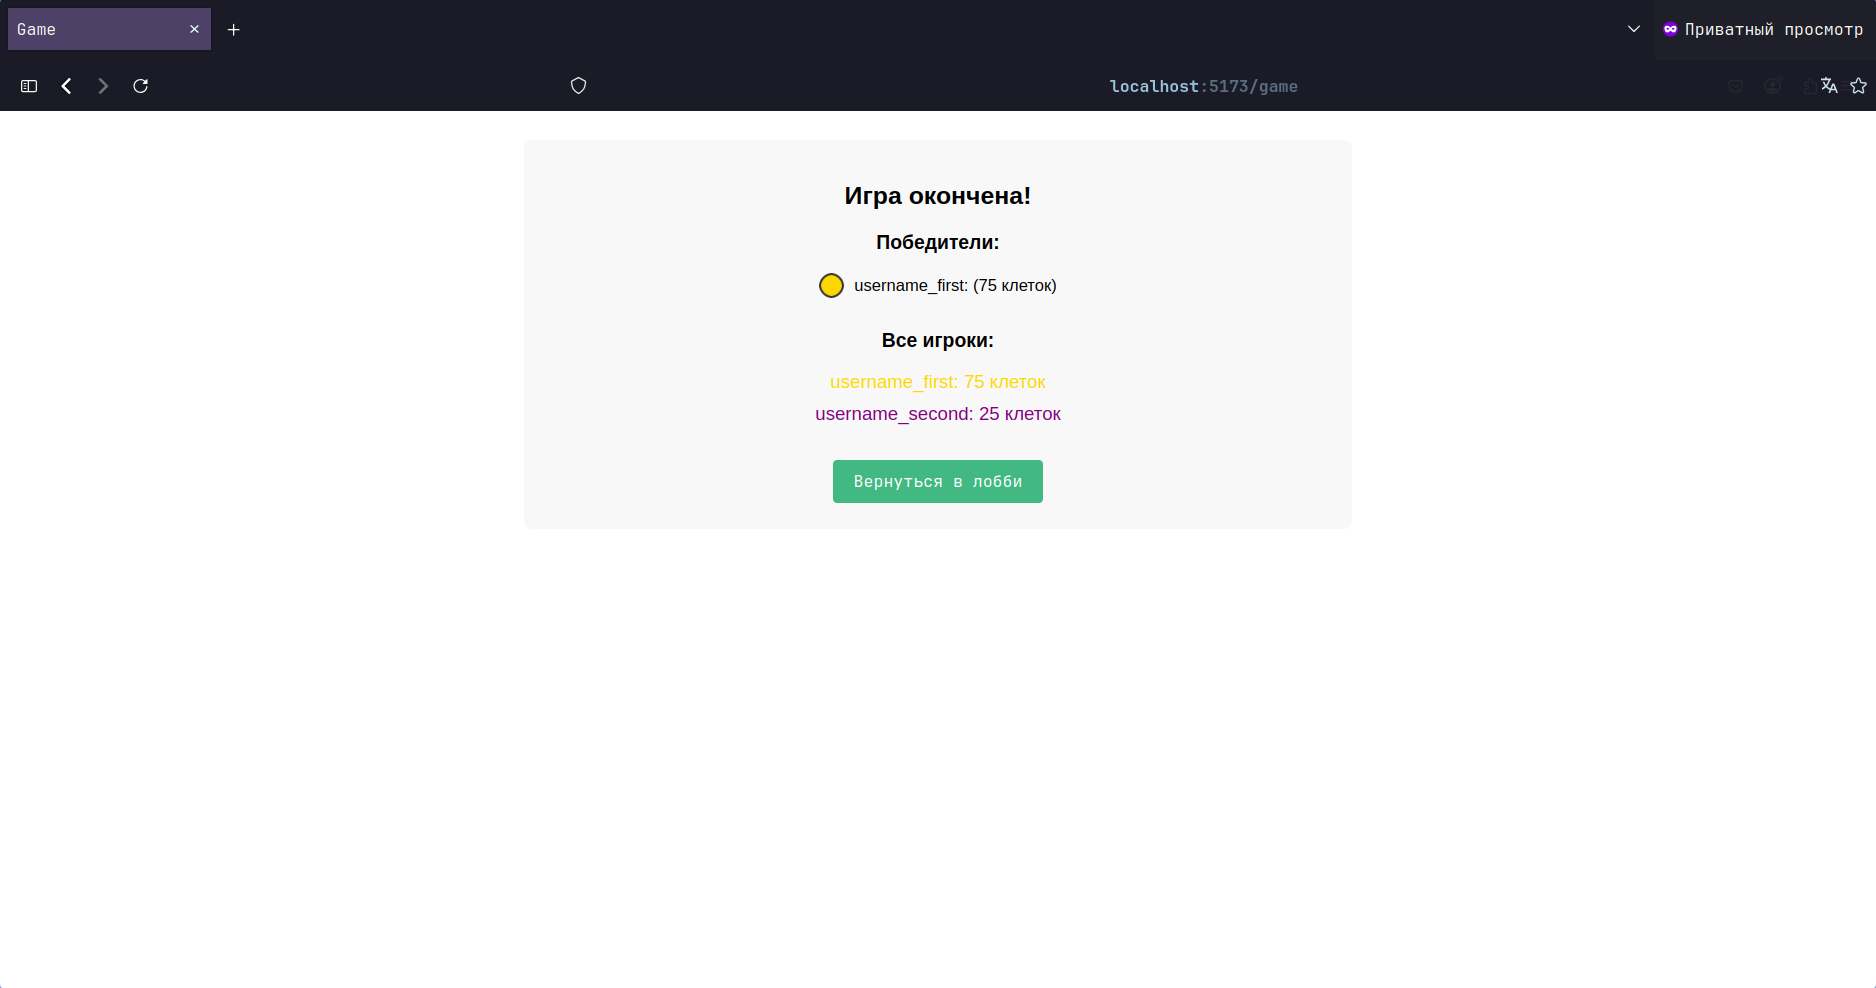 Game
Приватный просмотр
localhost:5173/game
Игра окончена!
Победители:
username_first: (75 клеток)
Все игроки:
username_first: 75 клеток
username_second: 25 клеток
Вернуться в лобби